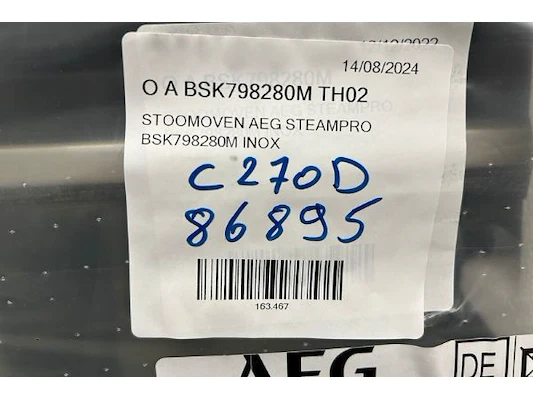 14/08/2024
O A BSK798280M TH02
STOOMOVEN AEG STEAMPRO
BSK798280M INOX
C270D
86895
163.467
AEG
DE